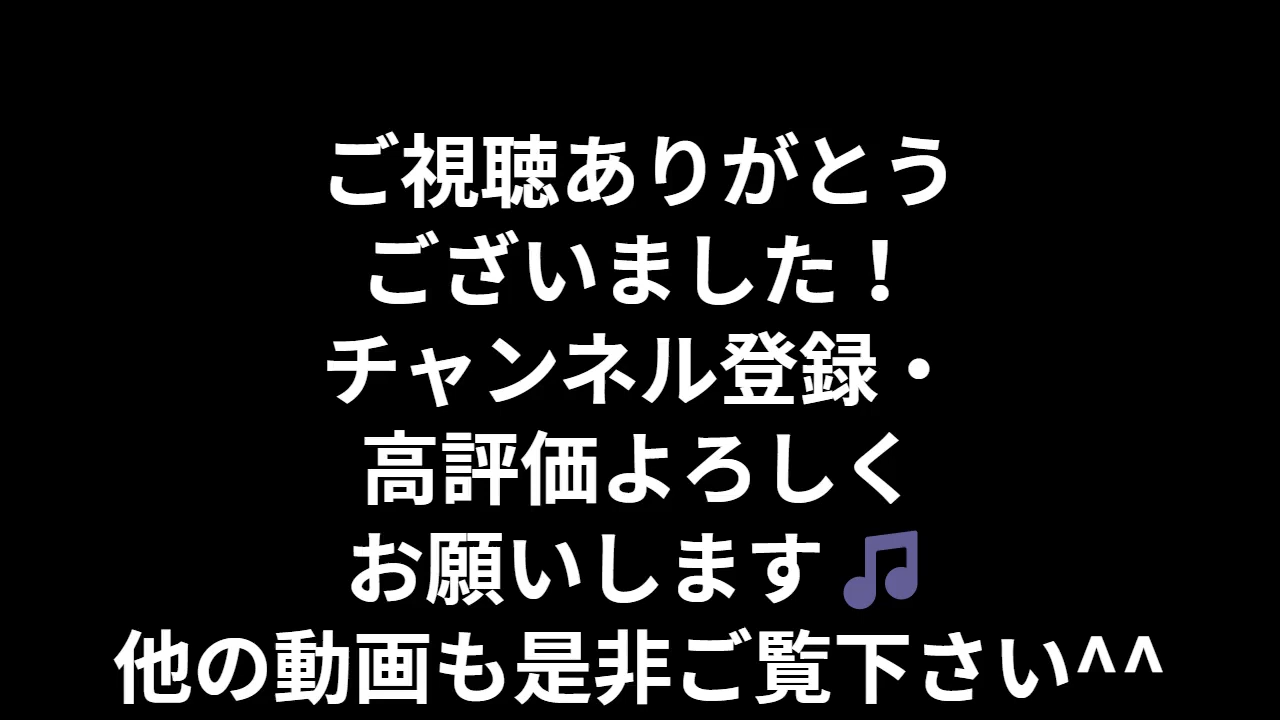 ご視聴ありがとう
ございました！
チャンネル登録・
高評価よろしく
お願いします🎵
他の動画も是非ご覧下さい^^